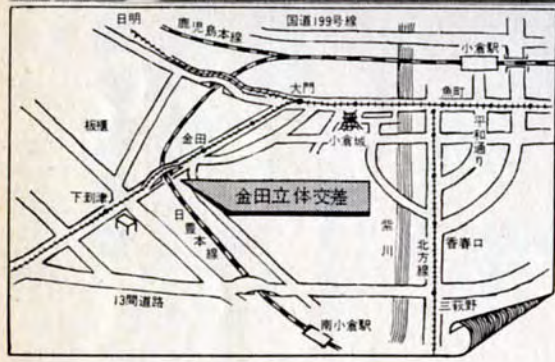 日明
鹿児島本線
国道199号線
小倉駅
大門
魚町
板櫃
金田
小倉城
平和通り
下到津
金田立体交差
日豊本線
紫川
北方線
香春口
13間道路
三萩野
南小倉駅